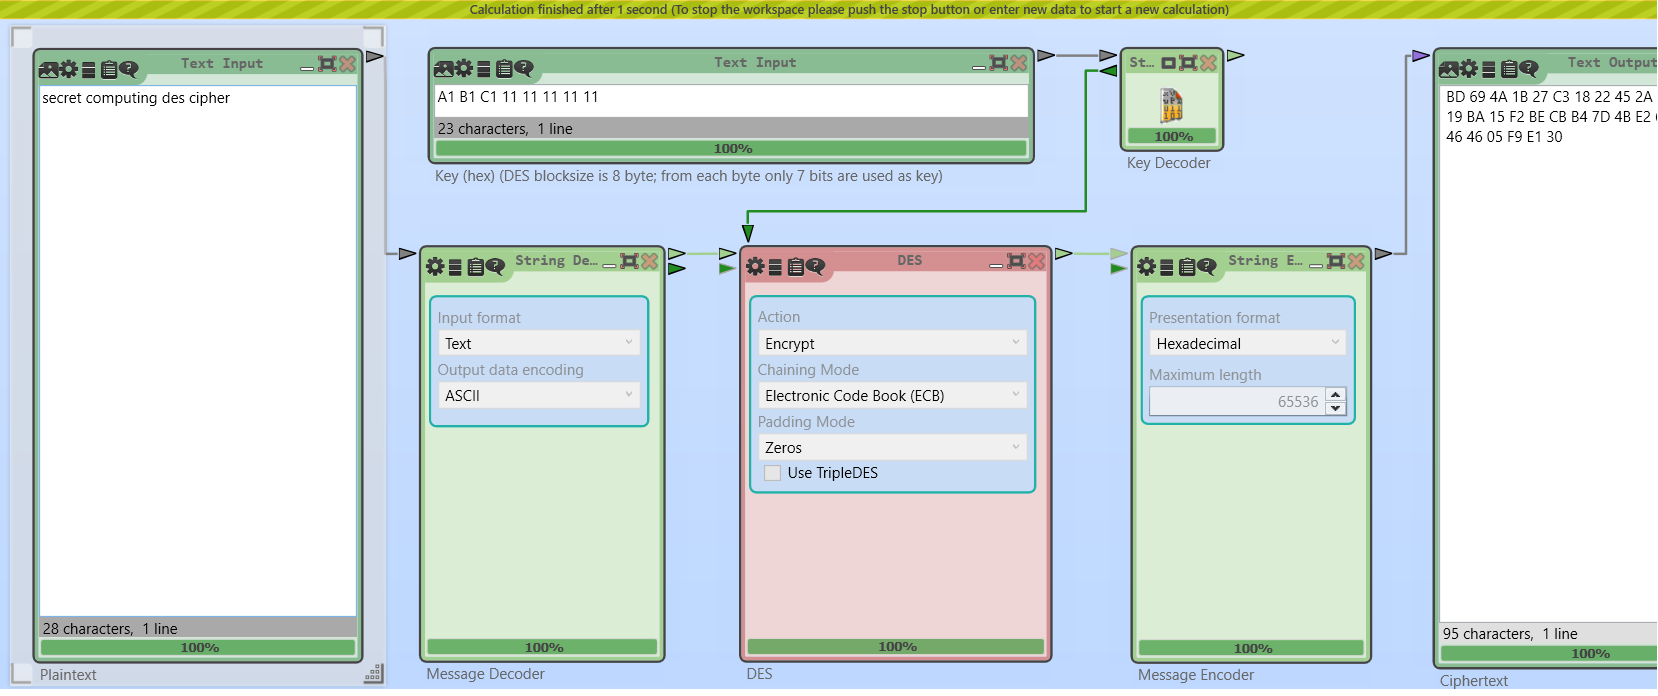 Calculation finished after 1 second (To stop the workspace please push the stop button or enter new data to start a new calculation)
Text Input
secret computing des cipher
28 characters, 1 line
100%
Plaintext
Text Input
A1 B1 C1 11 11 11 11 11
23 characters, 1 line
100%
Key (hex) (DES blocksize is 8 byte; from each byte only 7 bits are used as key)
St...
100%
Key Decoder
String De...
Input format
Text
Output data encoding
ASCII
100%
Message Decoder
DES
Action
Encrypt
Chaining Mode
Electronic Code Book (ECB)
Padding Mode
Zeros
Use TripleDES
100%
DES
String E...
Presentation format
Hexadecimal
Maximum length
65536
100%
Message Encoder
Text Output
BD 69 4A 1B 27 C3 18 22 45 2A
19 BA 15 F2 BE CB B4 7D 4B E2
46 46 05 F9 E1 30
95 characters, 1 line
100%
Ciphertext